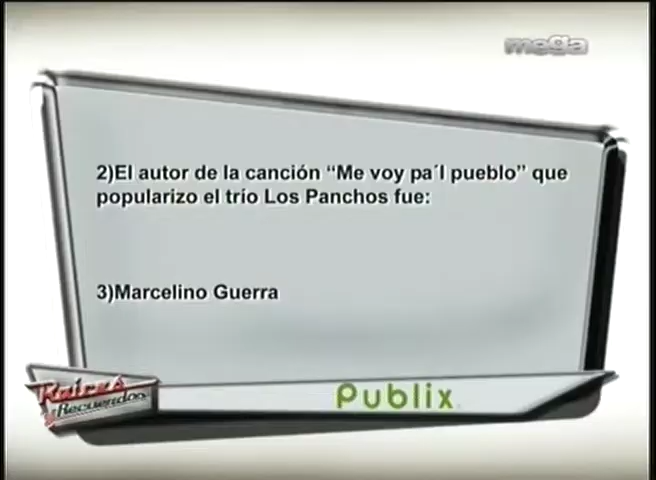 mega
2)El autor de la canción “Me voy pa´l pueblo” que
popularizo el trío Los Panchos fue:
3)Marcelino Guerra
Raíces
y Recuerdos
Publix